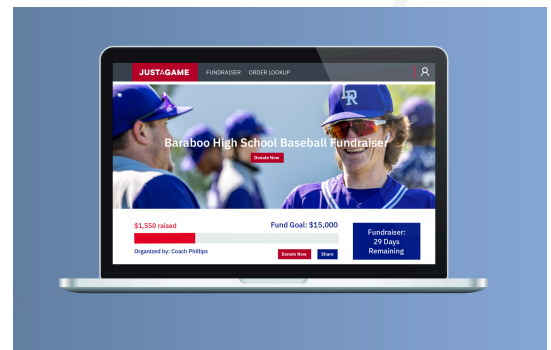 JUSTAGAME FUNDRAISER ORDER LOOKUP
LR
Baraboo High School Baseball Fundraiser
Donate Now
$1,550 raised
Fund Goal: $15,000
Organized by: Coach Phillips
Donate Now
Share
Fundraiser:
29 Days
Remaining